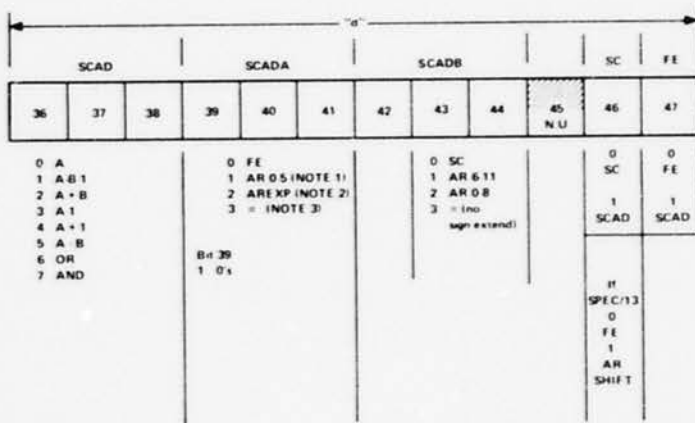 "d"
SCAD SCADA SCADB SC FE
36 37 38 39 40 41 42 43 44 45 46 47
N.U
0 A
1 A-B-1
2 A + B
3 A-1
4 A + 1
5 A-B
6 OR
7 AND
0 FE
1 AR 0-5 (NOTE 1)
2 AREXP (NOTE 2)
3 = (NOTE 3)
Bit 39
1 0's
0 SC
1 AR 6-11
2 AR 0-8
3 = (no
sign extend)
0
SC
1
SCAD
If
SPEC/13
0
FE
1
AR
SHIFT
0
FE
1
SCAD